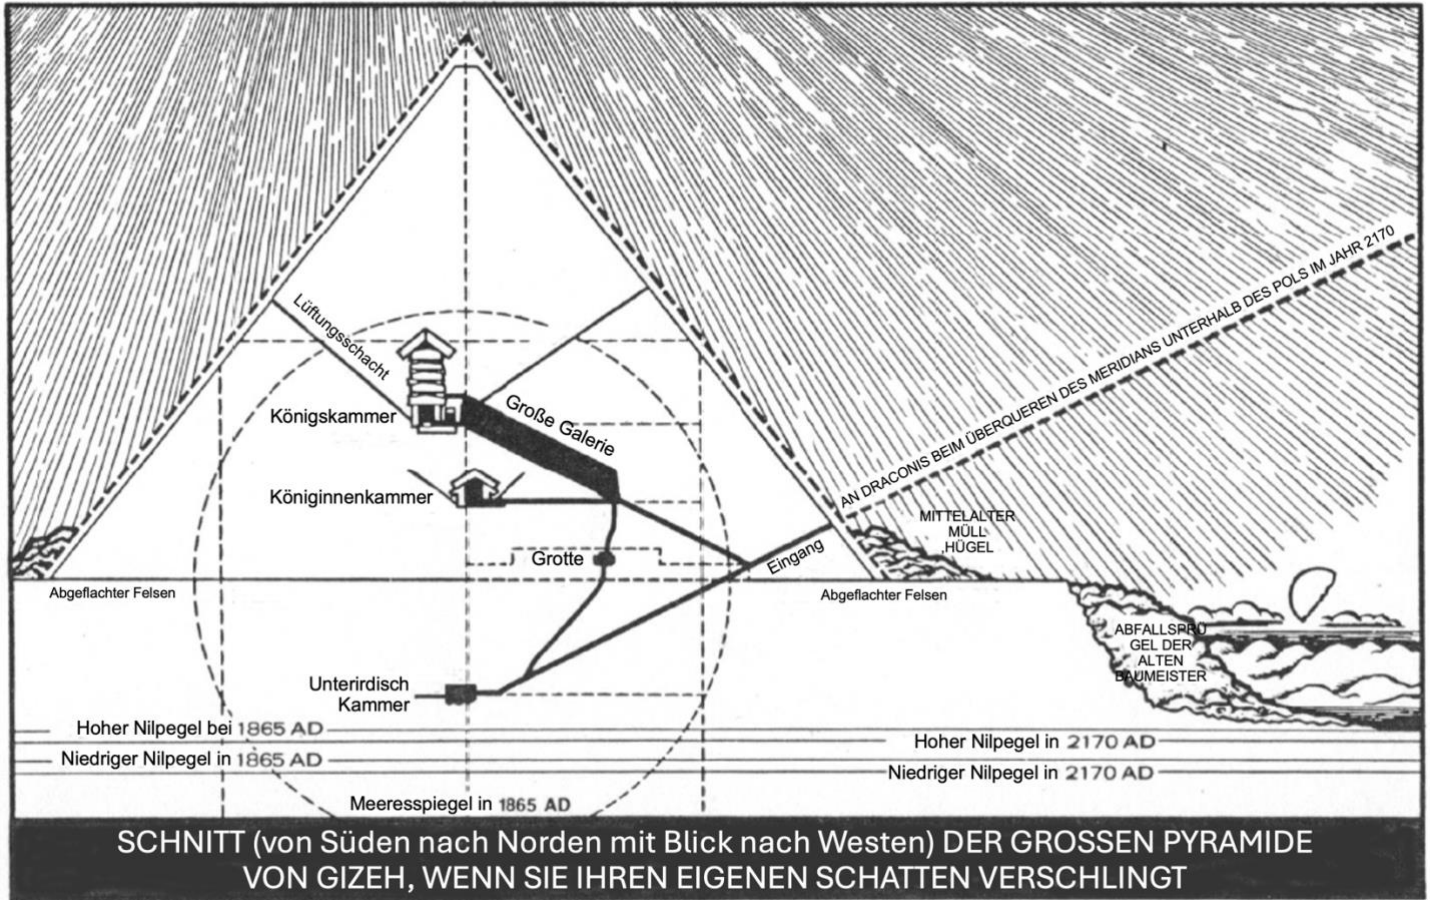 AN DRACONIS BEIM ÜBERQUEREN DES MERIDIANS UNTERHALB DES POLS IM JAHR 2170
Lüftungsschacht
Königskammer
Große Galerie
Königinnenkammer
MITTELALTER
MÜLL
HÜGEL
Grotte
Eingang
Abgeflachter Felsen
Abgeflachter Felsen
ABFALLSPRÜ
GEL DER
ALTEN
BAUMEISTER
Unterirdisch
Kammer
Hoher Nilpegel bei 1865 AD
Hoher Nilpegel in 2170 AD
Niedriger Nilpegel in 1865 AD
Niedriger Nilpegel in 2170 AD
Meeresspiegel in 1865 AD
SCHNITT (von Süden nach Norden mit Blick nach Westen) DER GROSSEN PYRAMIDE
VON GIZEH, WENN SIE IHREN EIGENEN SCHATTEN VERSCHLINGT